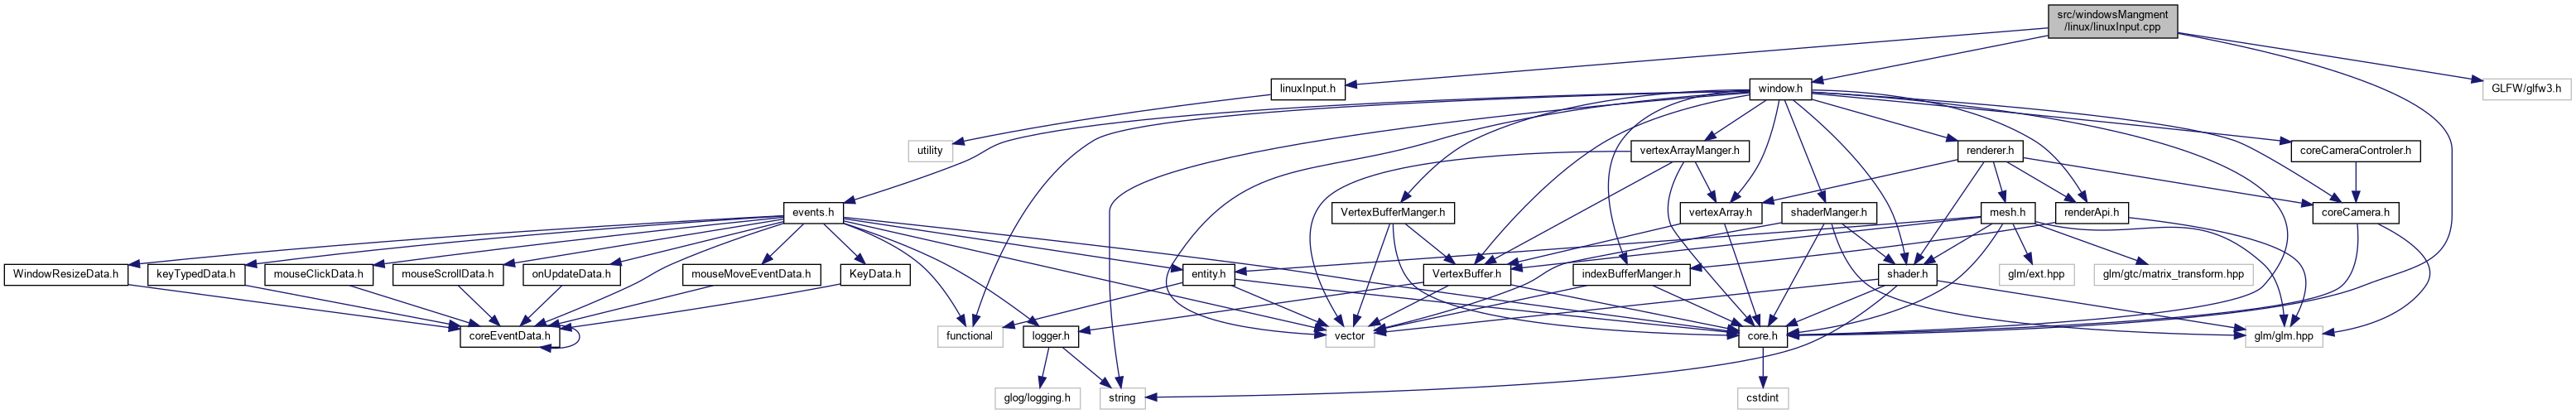 src/windowsMangment
/linux/linuxInput.cpp
linuxInput.h
window.h
GLFW/glfw3.h
utility
vertexArrayManger.h
renderer.h
coreCameraControler.h
events.h
VertexBufferManger.h
vertexArray.h
shaderManger.h
mesh.h
renderApi.h
coreCamera.h
WindowResizeData.h
keyTypedData.h
mouseClickData.h
mouseScrollData.h
onUpdateData.h
mouseMoveEventData.h
KeyData.h
entity.h
VertexBuffer.h
indexBufferManger.h
shader.h
glm/ext.hpp
glm/gtc/matrix_transform.hpp
coreEventData.h
functional
logger.h
vector
core.h
glm/glm.hpp
glog/logging.h
string
cstdint